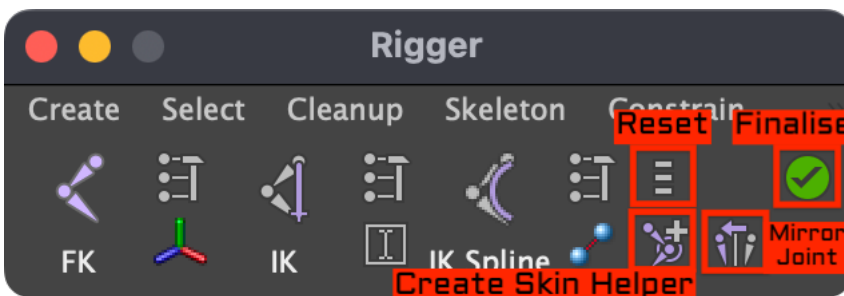 Rigger
Create Select Cleanup Skeleton Constrain
Reset Finalise
FK IK IK Spline
Mirror
Joint
Create Skin Helper